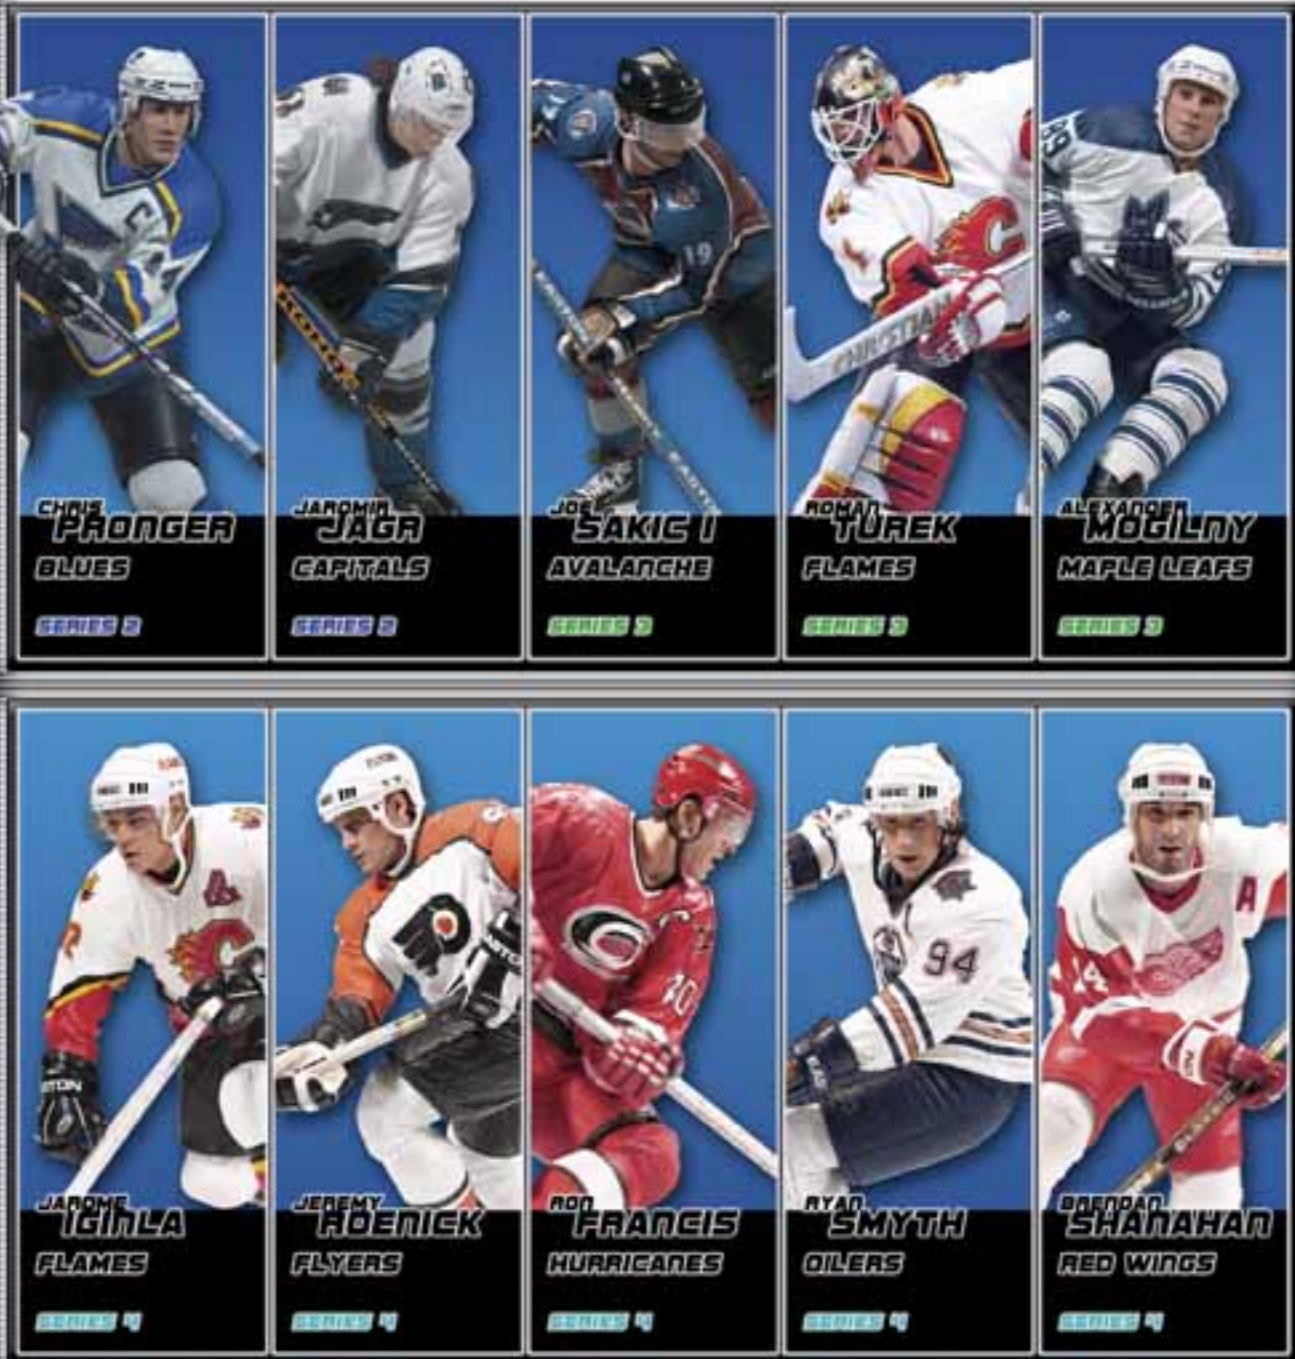 CHRIS
PRONGER
BLUES
SERIES 2
JAROMIR
JAGR
CAPITALS
SERIES 2
JOE
SAKIC I
AVALANCHE
SERIES 3
19
ROMAN
TUREK
FLAMES
SERIES 3
CHRISTIAN
C
ALEXANDER
MOGILNY
MAPLE LEAFS
SERIES 3
89
JAROME
IGINLA
FLAMES
SERIES 4
A
C
JEREMY
ROENICK
FLYERS
SERIES 4
RON
FRANCIS
HURRICANES
SERIES 4
10
RYAN
SMYTH
OILERS
SERIES 4
94
BRENDAN
SHANAHAN
RED WINGS
SERIES 4
A
14